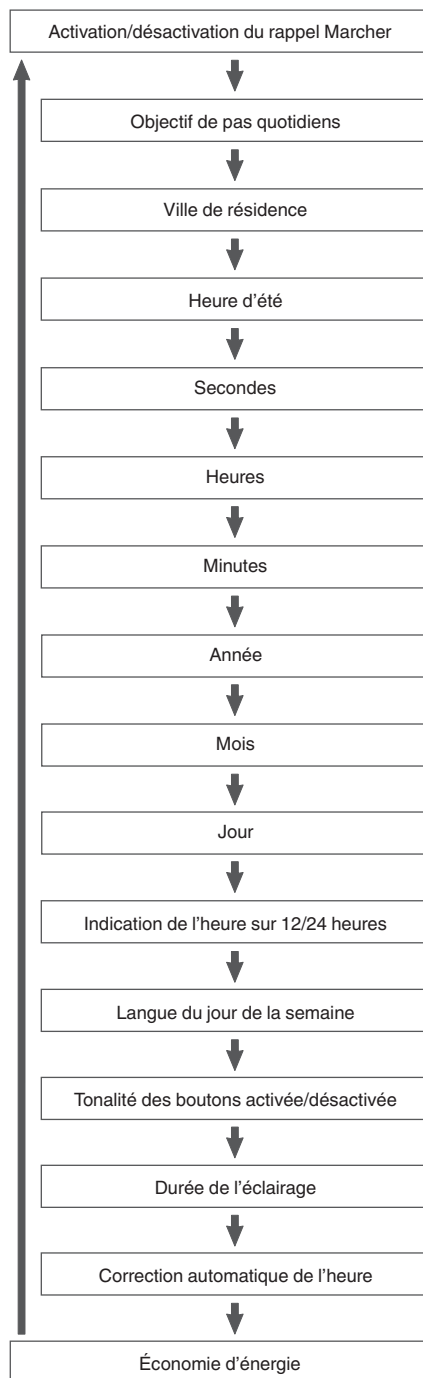 Activation/désactivation du rappel Marcher
Objectif de pas quotidiens
Ville de résidence
Heure d'été
Secondes
Heures
Minutes
Année
Mois
Jour
Indication de l'heure sur 12/24 heures
Langue du jour de la semaine
Tonalité des boutons activée/désactivée
Durée de l'éclairage
Correction automatique de l'heure
Économie d'énergie